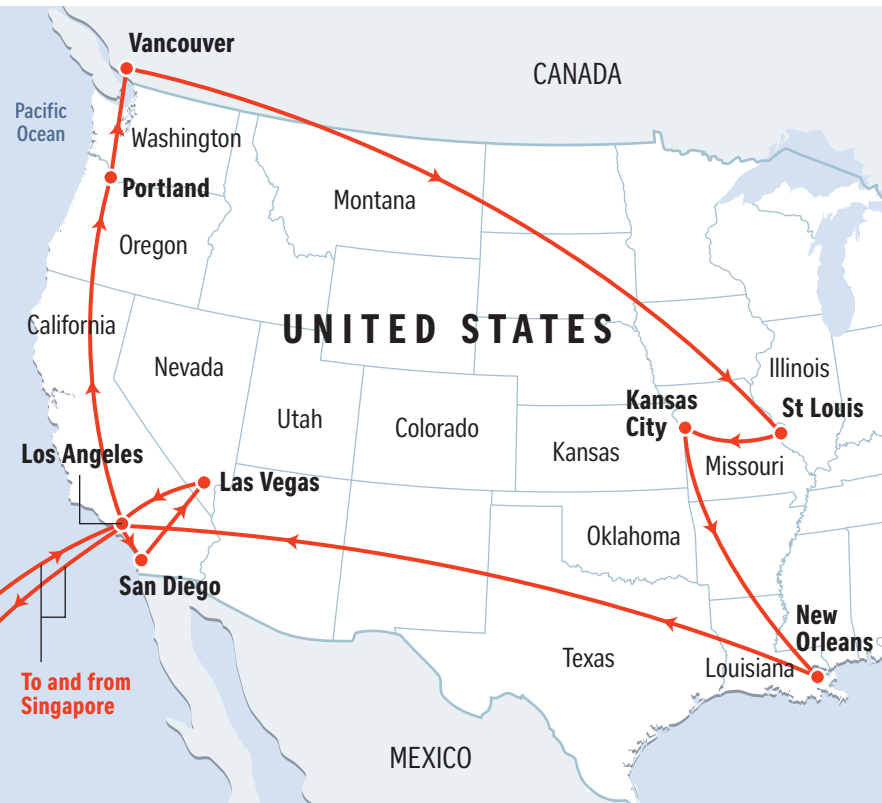 Vancouver
CANADA
Pacific
Ocean
Washington
Portland
Montana
Oregon
UNITED STATES
California
Nevada
Illinois
Utah
Colorado
Kansas
City
St Louis
Kansas
Missouri
Los Angeles
Las Vegas
Oklahoma
San Diego
New
Orleans
Texas
Louisiana
To and from
Singapore
MEXICO